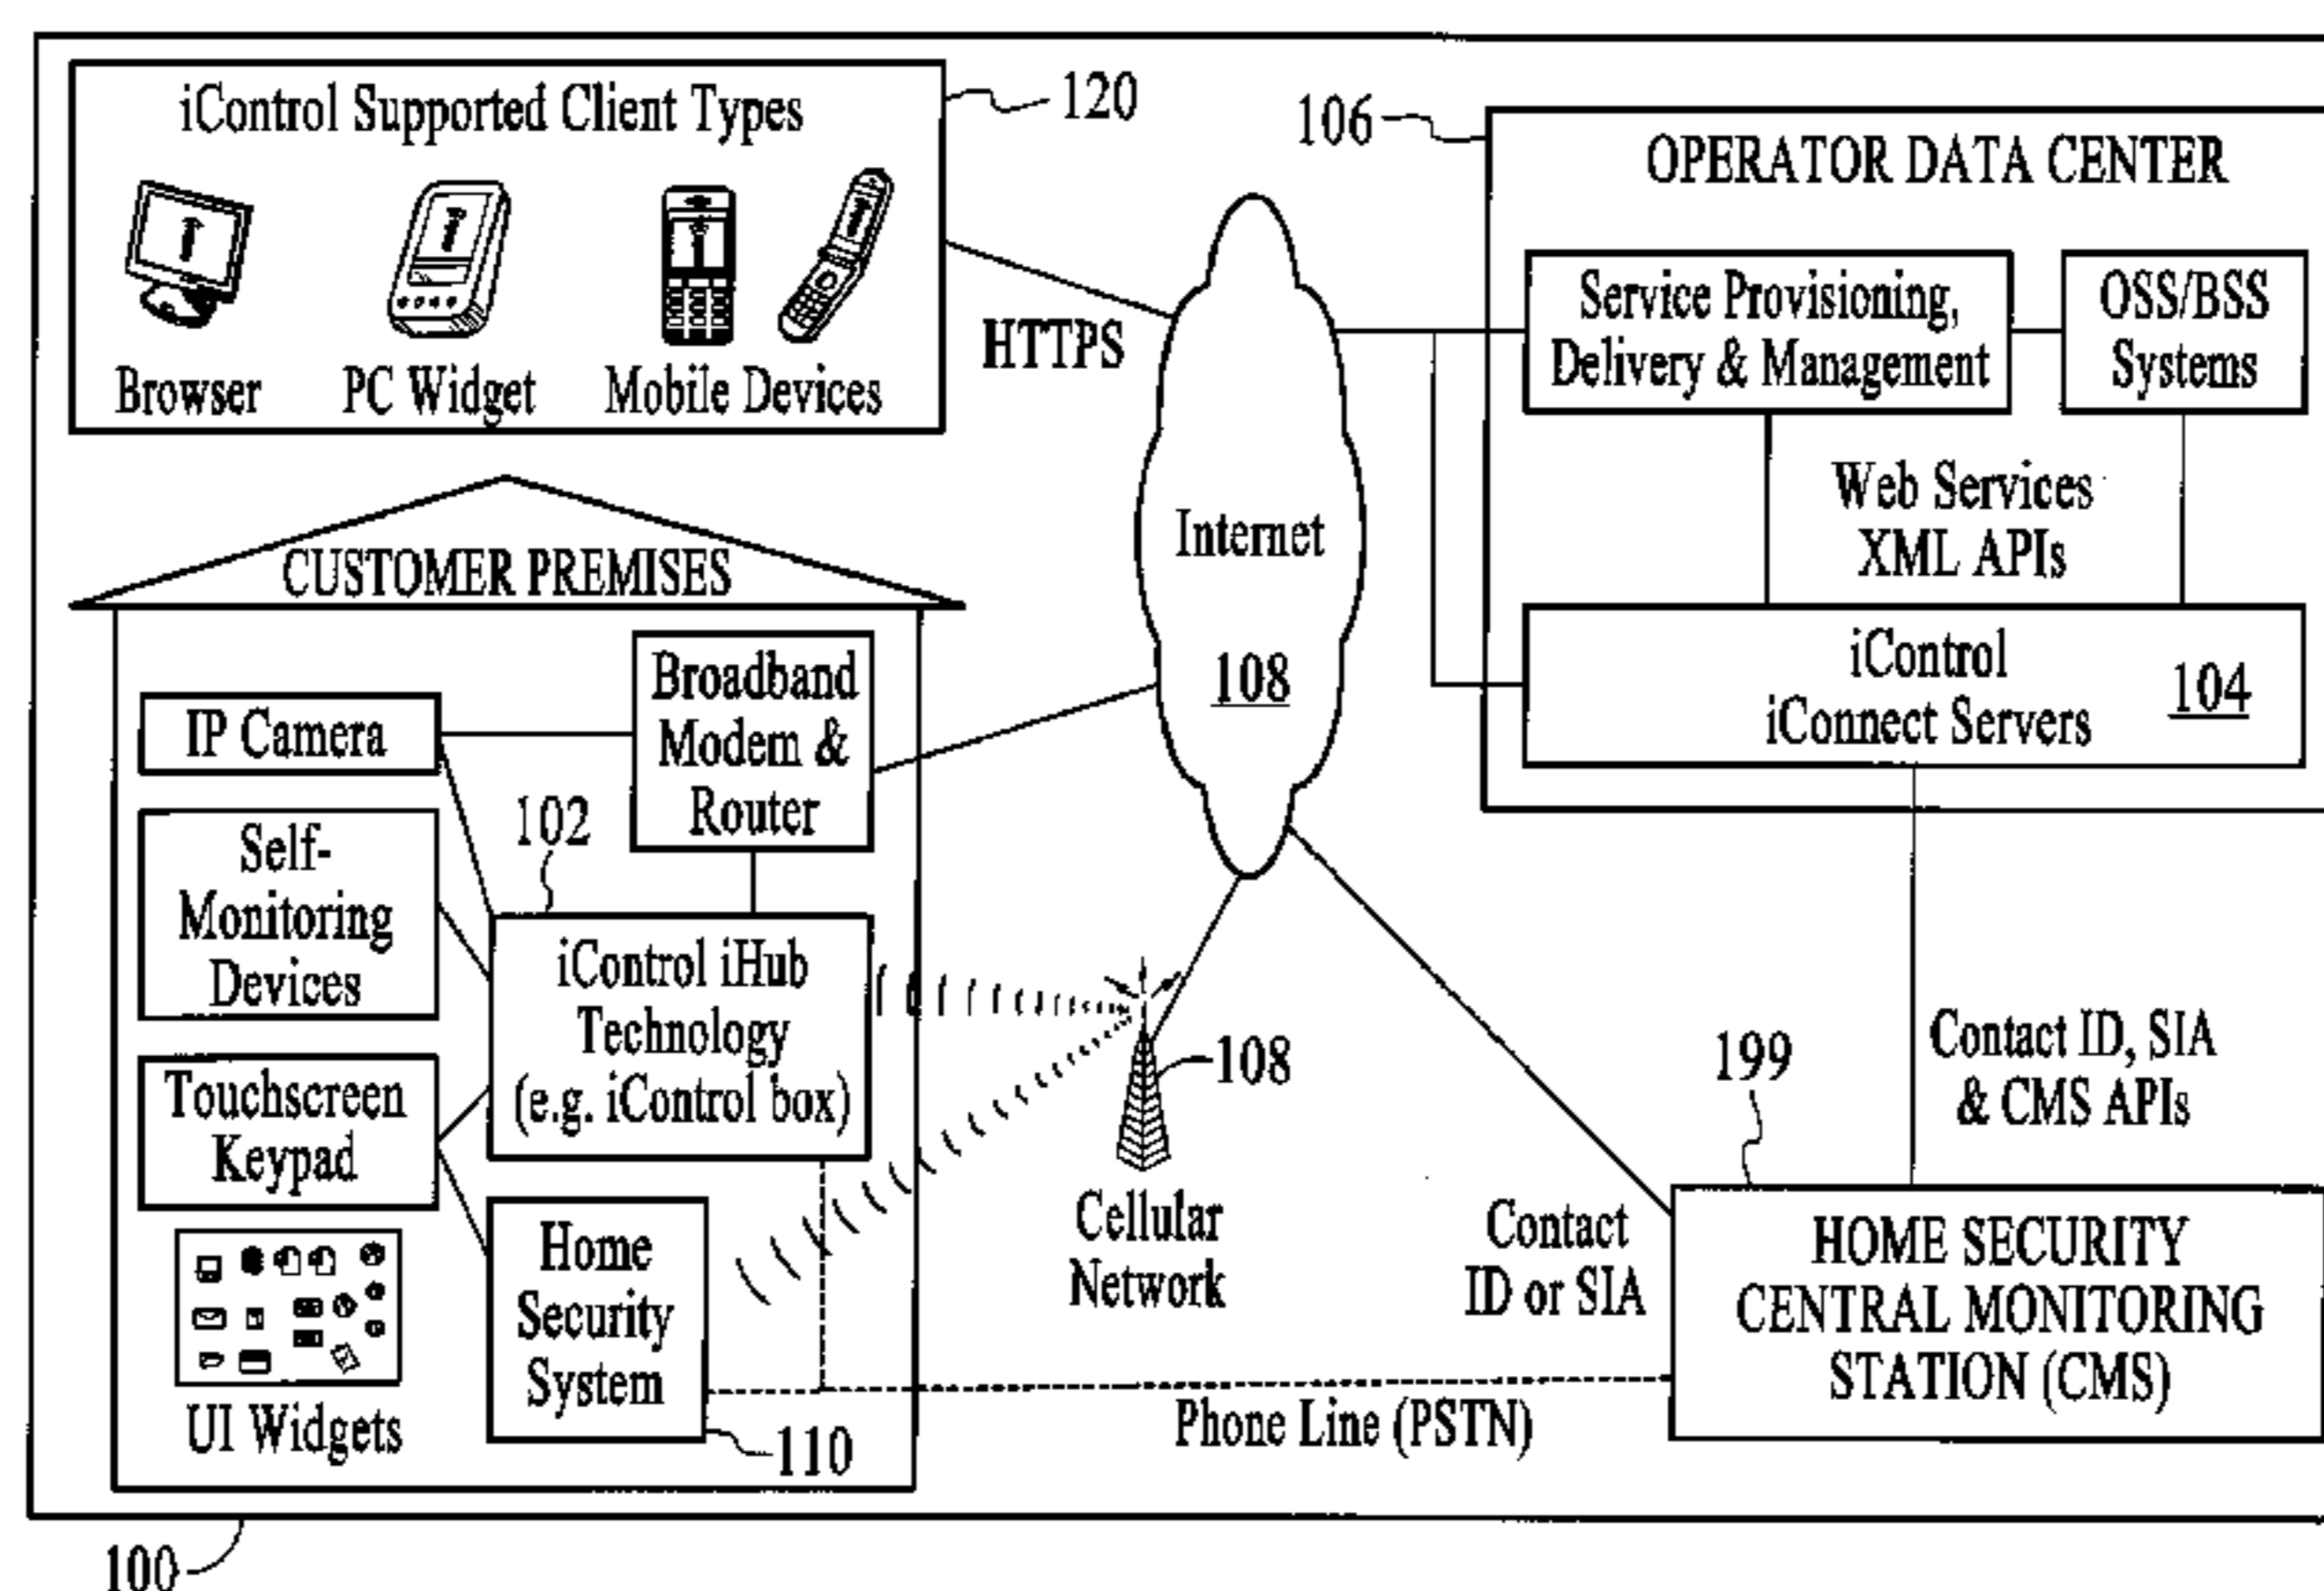 iControl Supported Client Types
120
Browser
PC Widget
Mobile Devices
HTTPS
106
OPERATOR DATA CENTER
Service Provisioning,
Delivery & Management
OSS/BSS
Systems
Web Services
XML APIs
iControl
iConnect Servers
104
Internet
108
CUSTOMER PREMISES
IP Camera
Broadband
Modem &
Router
102
Self-
Monitoring
Devices
iControl iHub
Technology
(e.g. iControl box)
Touchscreen
Keypad
Home
Security
System
110
UI Widgets
108
Cellular
Network
Contact
ID or SIA
Contact ID, SIA
& CMS APIs
199
HOME SECURITY
CENTRAL MONITORING
STATION (CMS)
Phone Line (PSTN)
100